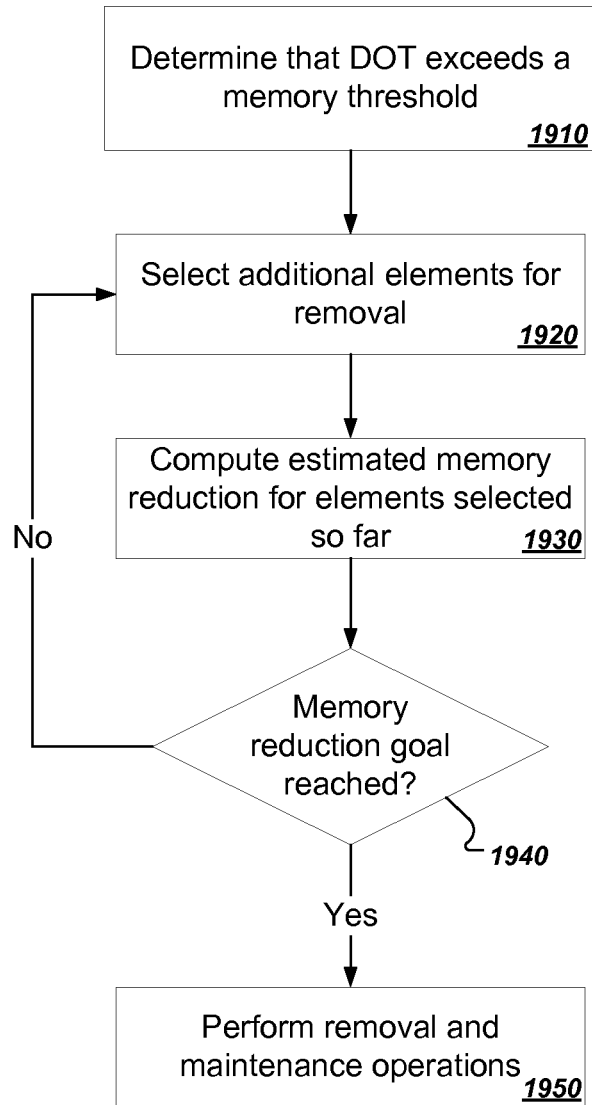 Determine that DOT exceeds a
memory threshold
1910
Select additional elements for
removal
1920
Compute estimated memory
reduction for elements selected
so far
1930
No
Memory
reduction goal
reached?
1940
Yes
Perform removal and
maintenance operations
1950